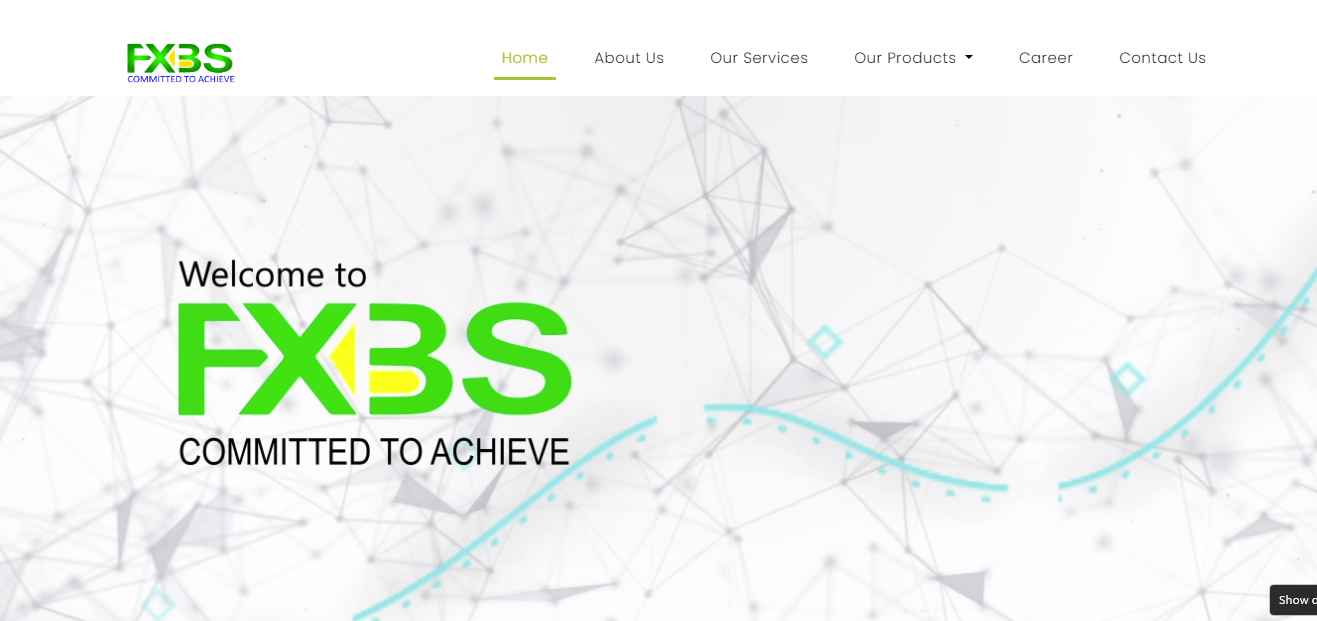 FXBS
COMMITTED TO ACHIEVE
Home About Us Our Services Our Products Career Contact Us
Welcome to
FXBS
COMMITTED TO ACHIEVE
Show